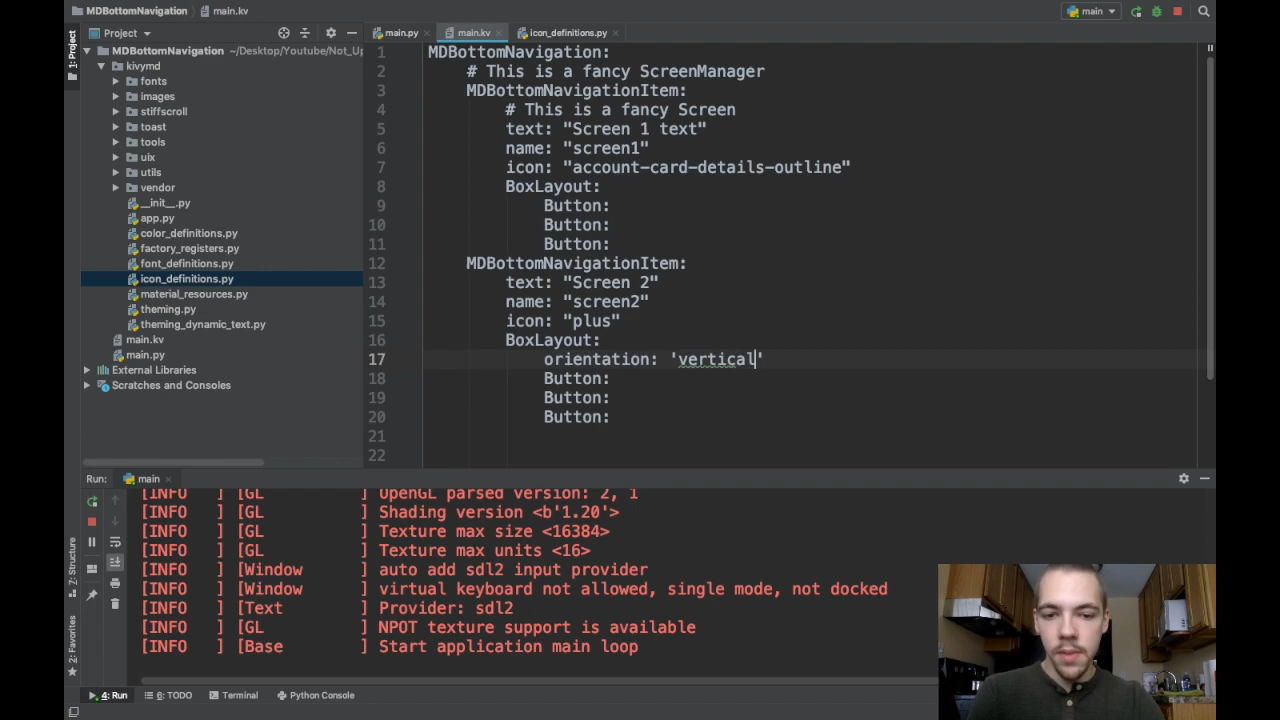 MDBottomNavigation main.kv
main
Project
main.py main.kv icon_definitions.py
1: Project
MDBottomNavigation ~/Desktop/Youtube/Not_Up
kivymd
fonts
images
stiffscroll
toast
tools
uix
utils
vendor
__init__.py
app.py
color_definitions.py
factory_registers.py
font_definitions.py
icon_definitions.py
material_resources.py
theming.py
theming_dynamic_text.py
main.kv
main.py
External Libraries
Scratches and Consoles
1 MDBottomNavigation:
2 # This is a fancy ScreenManager
3 MDBottomNavigationItem:
4 # This is a fancy Screen
5 text: "Screen 1 text"
6 name: "screen1"
7 icon: "account-card-details-outline"
8 BoxLayout:
9 Button:
10 Button:
11 Button:
12 MDBottomNavigationItem:
13 text: "Screen 2"
14 name: "screen2"
15 icon: "plus"
16 BoxLayout:
17 orientation: 'vertical'
18 Button:
19 Button:
20 Button:
21
22
Run: main
[INFO ] [GL ] OpenGL parsed version: 2, 1
[INFO ] [GL ] Shading version <b'1.20'>
[INFO ] [GL ] Texture max size <16384>
[INFO ] [GL ] Texture max units <16>
[INFO ] [Window ] auto add sdl2 input provider
[INFO ] [Window ] virtual keyboard not allowed, single mode, not docked
[INFO ] [Text ] Provider: sdl2
[INFO ] [GL ] NPOT texture support is available
[INFO ] [Base ] Start application main loop
7: Structure
2: Favorites
4: Run 6: TODO Terminal Python Console